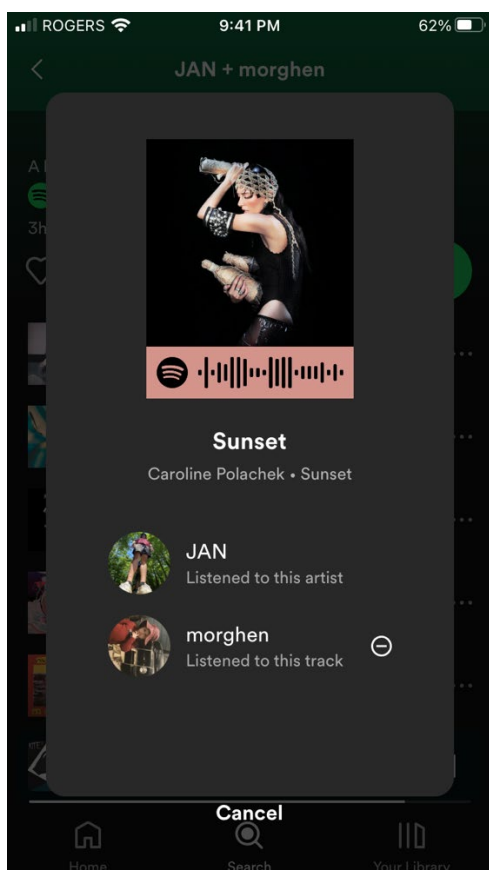 ROGERS 9:41 PM 62%
JAN + morghen
3h
Sunset
Caroline Polachek • Sunset
JAN
Listened to this artist
morghen
Listened to this track
Cancel
Home Search Your Library